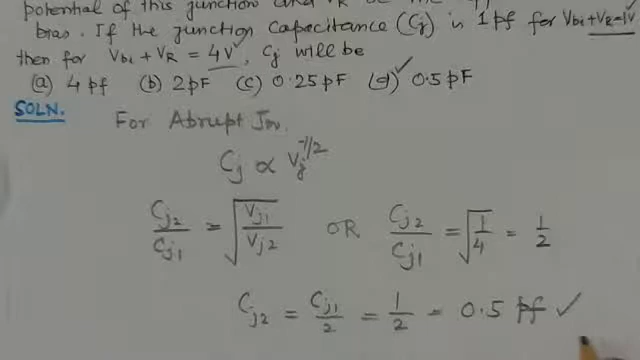 potential of this junction and VR be the
bias. If the junction Capacitance (Cj) is 1 pf for Vbi+VR=1V
then for Vbi + VR = 4V, Cj will be
(a) 4 pf (b) 2 pF (c) 0.25 pF (d) ✓ 0.5 pF
SOLN. For Abrupt Jn.
Cj ∝ Vj^-1/2
Cj2/Cj1 = √(Vj1/Vj2) OR Cj2/Cj1 = √(1/4) = 1/2
Cj2 = Cj1/2 = 1/2 = 0.5 pf ✓